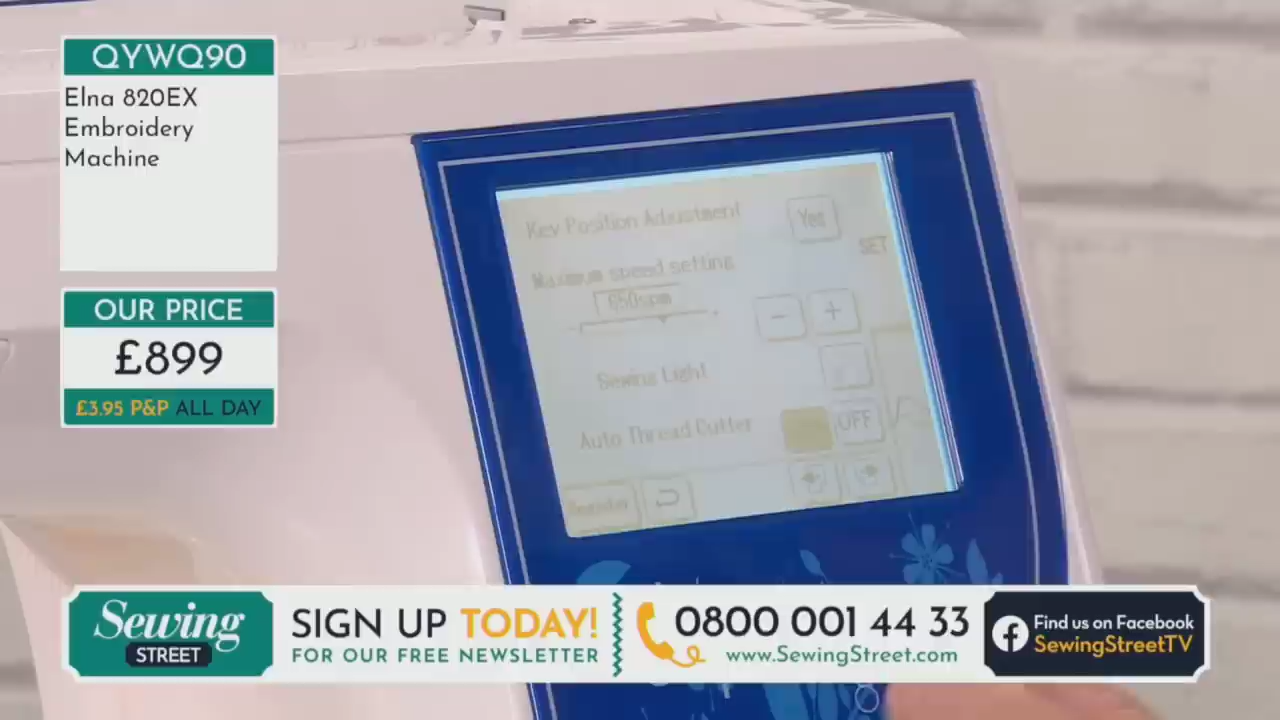 QYWQ90
Elna 820EX
Embroidery
Machine
OUR PRICE
£899
£3.95 P&P ALL DAY
Key Position Adjustment
Yes
SET
Maximum speed setting
650spm
Sewing Light
Auto Thread Cutter
OFF
Sewing
STREET
SIGN UP TODAY!
FOR OUR FREE NEWSLETTER
0800 001 44 33
www.SewingStreet.com
Find us on Facebook
SewingStreetTV